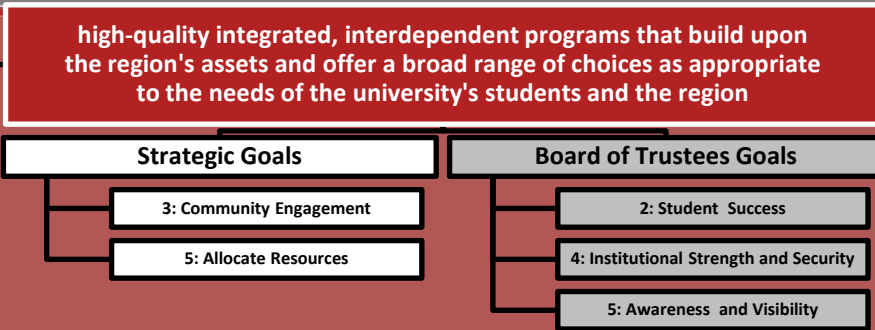 high-quality integrated, interdependent programs that build upon
the region's assets and offer a broad range of choices as appropriate
to the needs of the university's students and the region
Strategic Goals
3: Community Engagement
5: Allocate Resources
Board of Trustees Goals
2: Student Success
4: Institutional Strength and Security
5: Awareness and Visibility